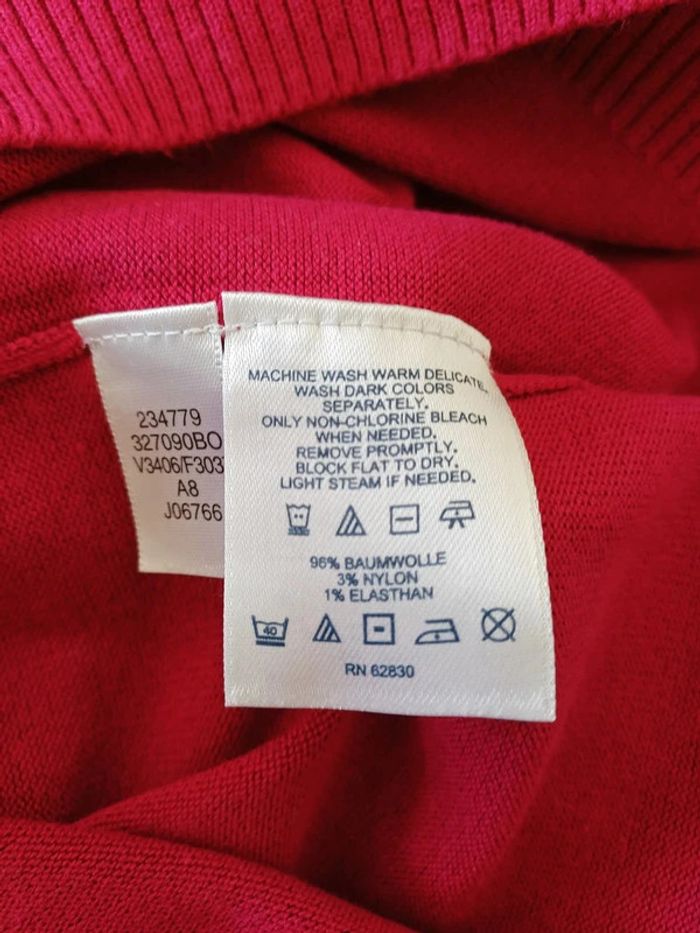 234779
327090BO
V3406/F303
A8
J06766
MACHINE WASH WARM DELICATE.
WASH DARK COLORS
SEPARATELY.
ONLY NON-CHLORINE BLEACH
WHEN NEEDED.
REMOVE PROMPTLY.
BLOCK FLAT TO DRY.
LIGHT STEAM IF NEEDED.
96% BAUMWOLLE
3% NYLON
1% ELASTHAN
40
RN 62830